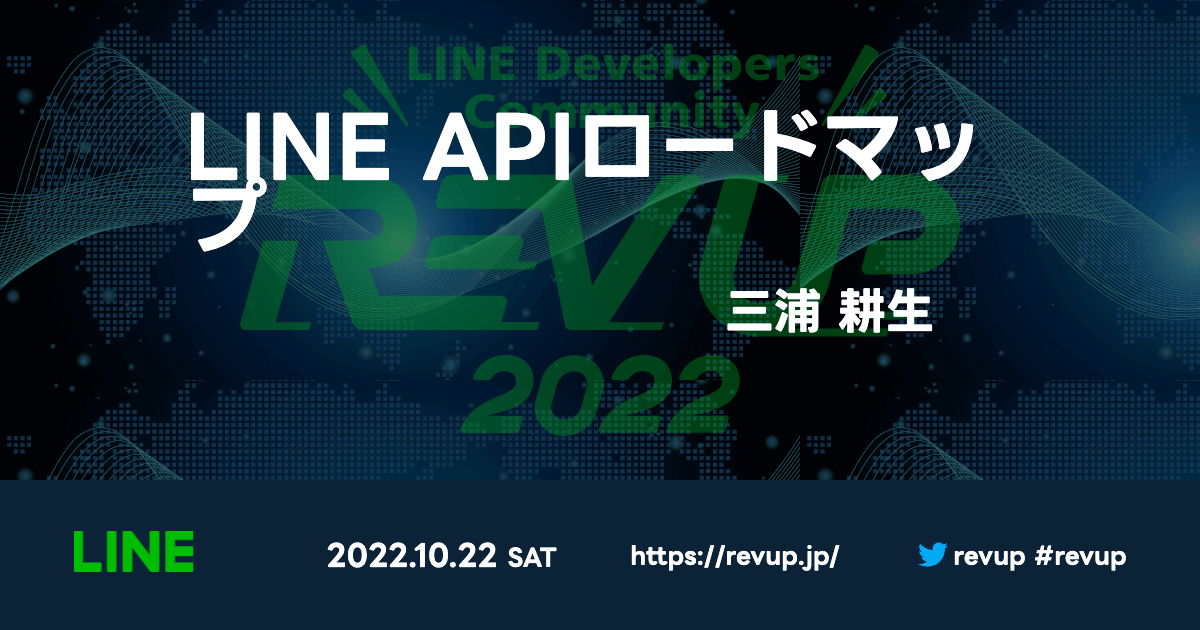 LINE Developers
Community
LINE APIロードマッ
プ
REVUP
三浦 耕生
2022
LINE
2022.10.22 SAT
https://revup.jp/
revup #revup